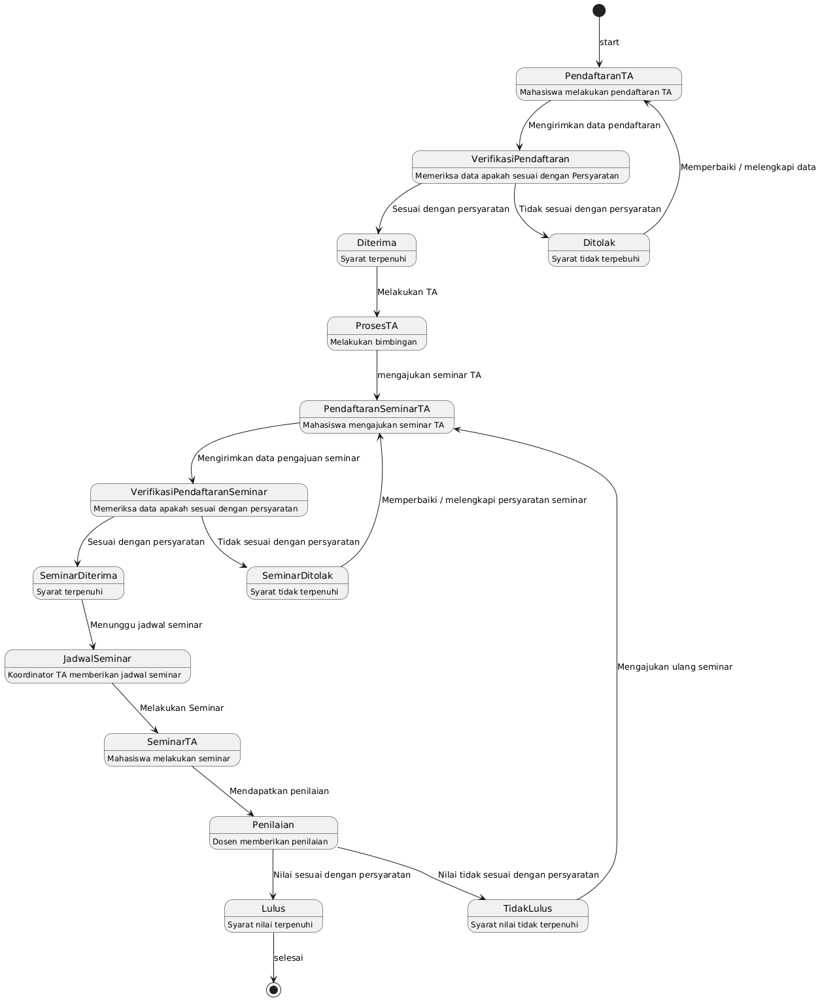 start
PendaftaranTA
Mahasiswa melakukan pendaftaran TA
Mengirimkan data pendaftaran
VerifikasiPendaftaran
Memeriksa data apakah sesuai dengan Persyaratan
Memperbaiki / melengkapi data
Sesuai dengan persyaratan
Tidak sesuai dengan persyaratan
Diterima
Syarat terpenuhi
Ditolak
Syarat tidak terpebuhi
Melakukan TA
ProsesTA
Melakukan bimbingan
mengajukan seminar TA
PendaftaranSeminarTA
Mahasiswa mengajukan seminar TA
Mengirimkan data pengajuan seminar
VerifikasiPendaftaranSeminar
Memeriksa data apakah sesuai dengan persyaratan
Memperbaiki / melengkapi persyaratan seminar
Sesuai dengan persyaratan
Tidak sesuai dengan persyaratan
SeminarDiterima
Syarat terpenuhi
SeminarDitolak
Syarat tidak terpenuhi
Menunggu jadwal seminar
JadwalSeminar
Koordinator TA memberikan jadwal seminar
Mengajukan ulang seminar
Melakukan Seminar
SeminarTA
Mahasiswa melakukan seminar
Mendapatkan penilaian
Penilaian
Dosen memberikan penilaian
Nilai sesuai dengan persyaratan
Nilai tidak sesuai dengan persyaratan
Lulus
Syarat nilai terpenuhi
TidakLulus
Syarat nilai tidak terpenuhi
selesai